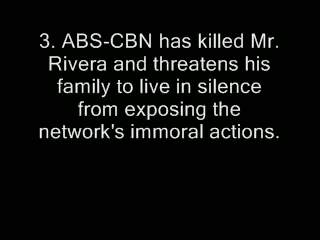 3. ABS-CBN has killed Mr.
Rivera and threatens his
family to live in silence
from exposing the
network's immoral actions.